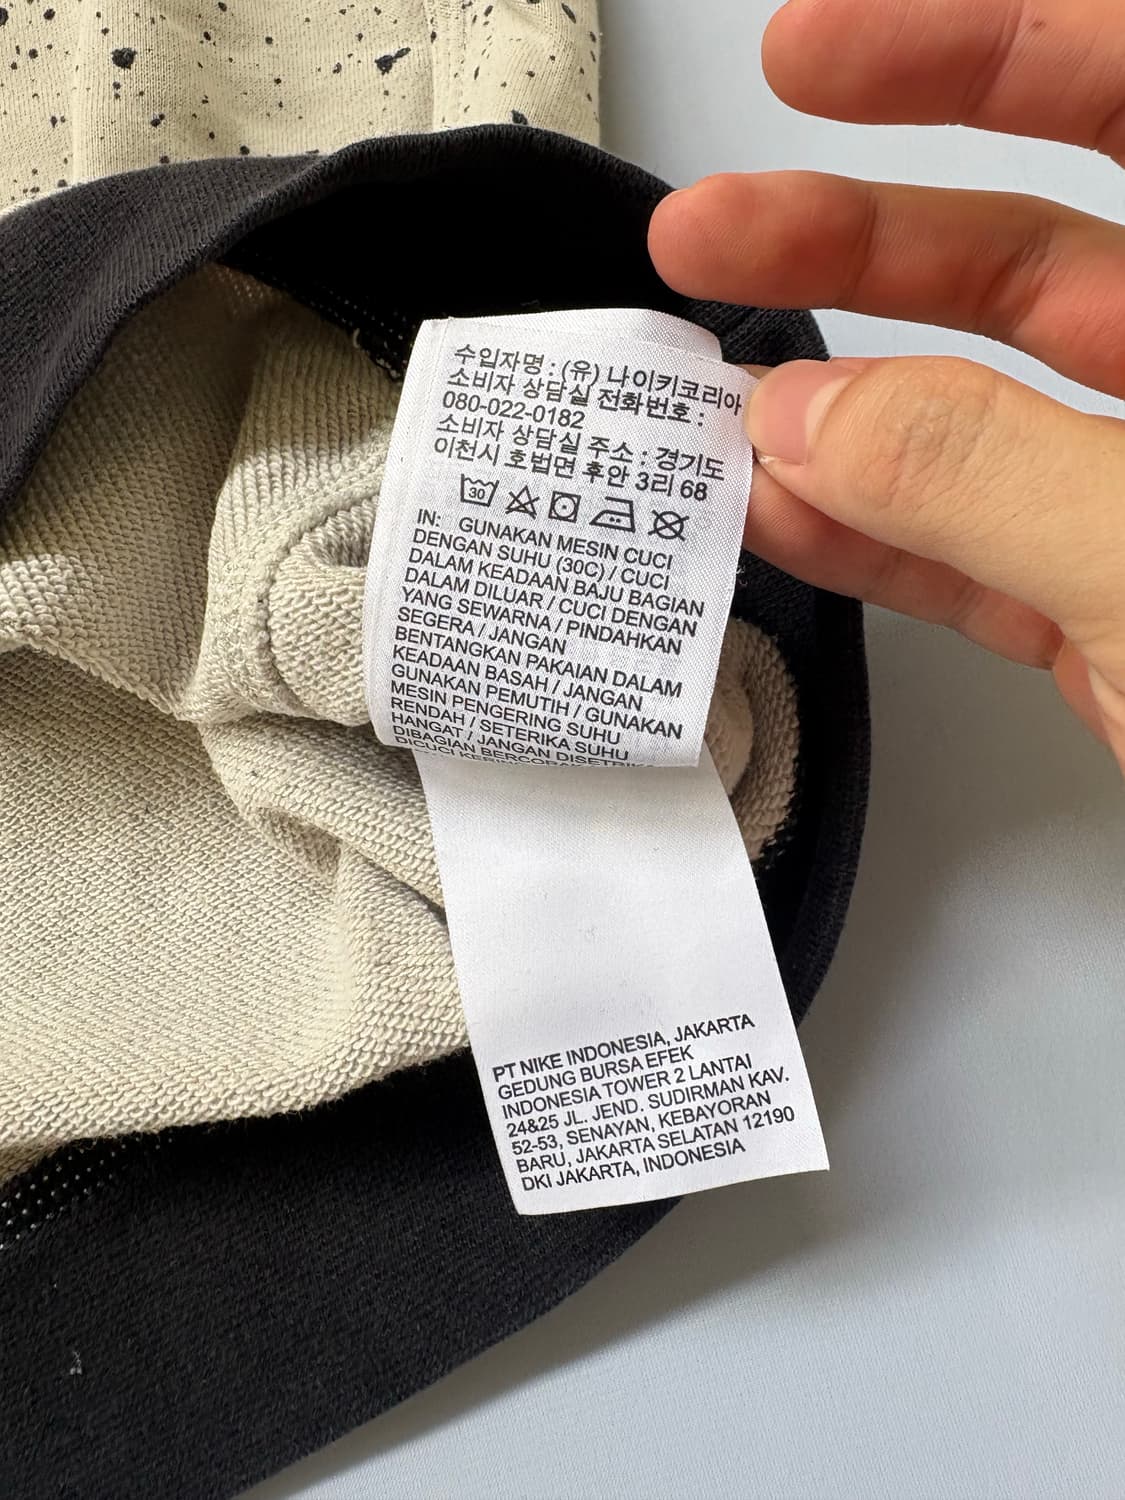 수입자명 : (유) 나이키코리아
소비자 상담실 전화번호 :
080-022-0182
소비자 상담실 주소 : 경기도
이천시 호법면 후안 3리 68
30
IN: GUNAKAN MESIN CUCI
DENGAN SUHU (30C) / CUCI
DALAM KEADAAN BAJU BAGIAN
DALAM DILUAR / CUCI DENGAN
YANG SEWARNA / PINDAHKAN
SEGERA / JANGAN
BENTANGKAN PAKAIAN DALAM
KEADAAN BASAH / JANGAN
GUNAKAN PEMUTIH / GUNAKAN
MESIN PENGERING SUHU
RENDAH / SETERIKA SUHU
HANGAT / JANGAN DISETRIKA
DIBAGIAN BERCORAK
DICUCI
PT NIKE INDONESIA, JAKARTA
GEDUNG BURSA EFEK
INDONESIA TOWER 2 LANTAI
24&25 JL. JEND. SUDIRMAN KAV.
52-53, SENAYAN, KEBAYORAN
BARU, JAKARTA SELATAN 12190
DKI JAKARTA, INDONESIA